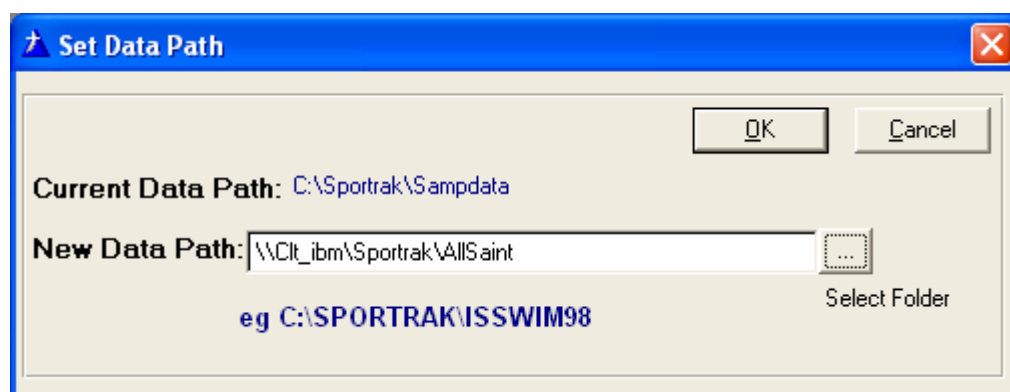 Set Data Path
OK Cancel
Current Data Path: C:\Sportrak\Sampdata
New Data Path: \\Clt_ibm\Sportrak\AllSaint ...
Select Folder
eg C:\SPORTRAK\ISSWIM98